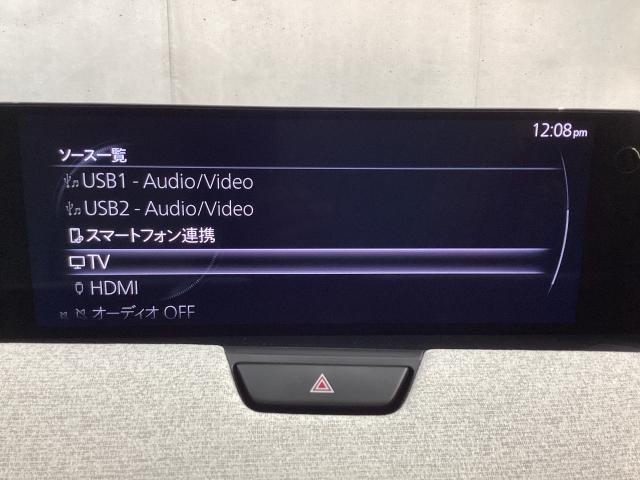 12:08pm
ソース一覧
USB1 - Audio/Video
USB2 - Audio/Video
スマートフォン連携
TV
HDMI
オーディオ OFF